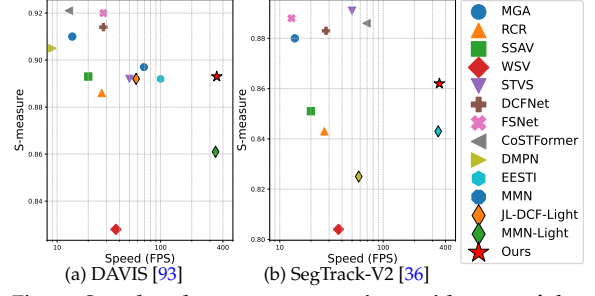 0.92
0.90
0.88
0.86
0.84
S-measure
10
100
400
Speed (FPS)
(a) DAVIS [93]
0.88
0.86
0.84
0.82
0.80
S-measure
10
100
400
Speed (FPS)
(b) SegTrack-V2 [36]
MGA
RCR
SSAV
WSV
STVS
DCFNet
FSNet
CoSTFormer
DMPN
EESTI
MMN
JL-DCF-Light
MMN-Light
Ours